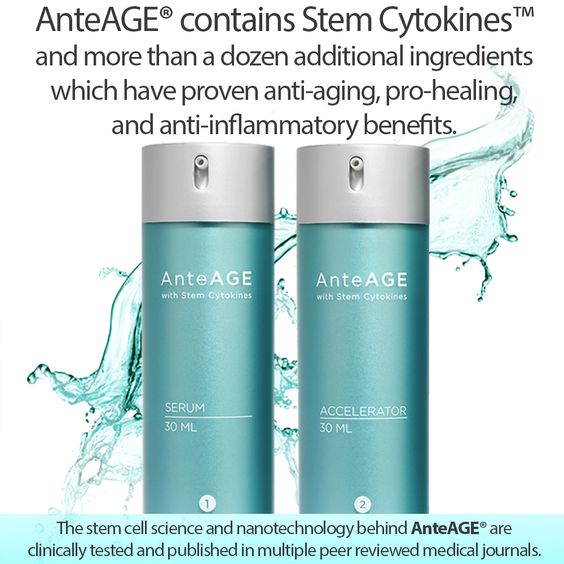 AnteAGE® contains Stem Cytokines™
and more than a dozen additional ingredients
which have proven anti-aging, pro-healing,
and anti-inflammatory benefits.
AnteAGE
with Stem Cytokines
SERUM
30 ML
1
AnteAGE
with Stem Cytokines
ACCELERATOR
30 ML
2
The stem cell science and nanotechnology behind AnteAGE® are
clinically tested and published in multiple peer reviewed medical journals.